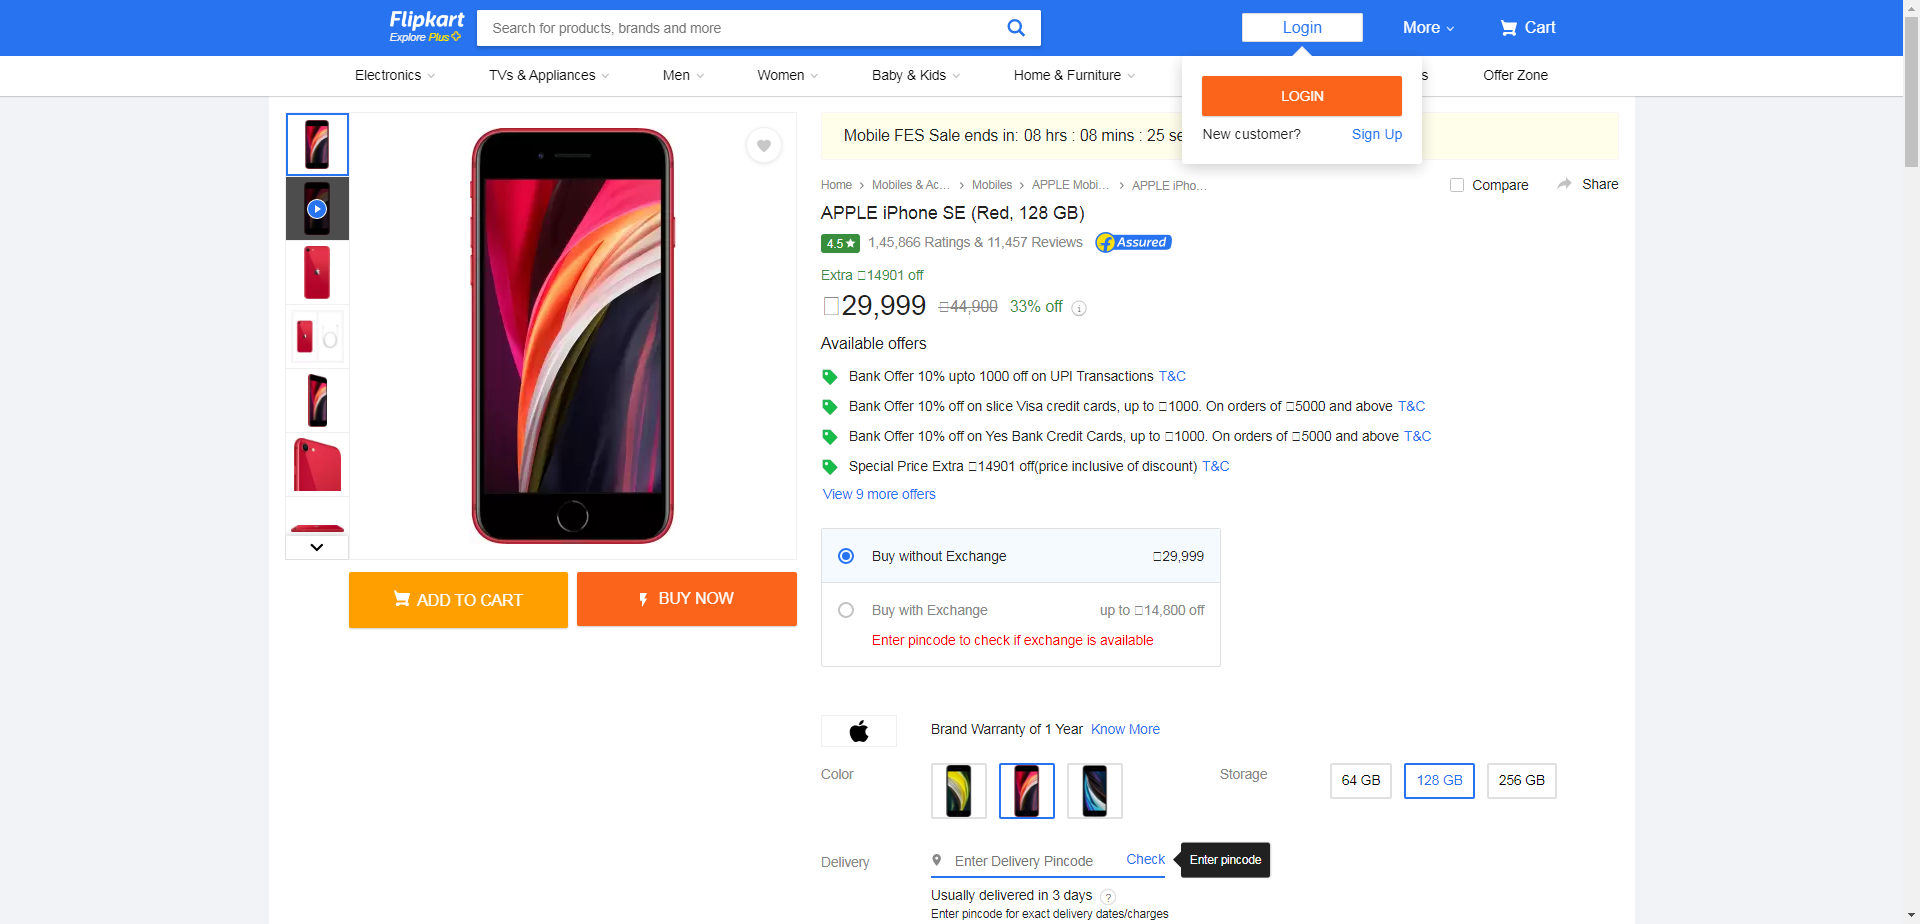 Flipkart
Explore Plus
Search for products, brands and more
Login
More
Cart
Electronics
TVs & Appliances
Men
Women
Baby & Kids
Home & Furniture
s
Offer Zone
LOGIN
New customer? Sign Up
Mobile FES Sale ends in: 08 hrs : 08 mins : 25 se
Home > Mobiles & Ac... > Mobiles > APPLE Mobi... > APPLE iPho...
Compare
Share
APPLE iPhone SE (Red, 128 GB)
4.5★ 1,45,866 Ratings & 11,457 Reviews
Assured
Extra □14901 off
□29,999 □44,900 33% off
Available offers
Bank Offer 10% upto 1000 off on UPI Transactions T&C
Bank Offer 10% off on slice Visa credit cards, up to □1000. On orders of □5000 and above T&C
Bank Offer 10% off on Yes Bank Credit Cards, up to □1000. On orders of □5000 and above T&C
Special Price Extra □14901 off(price inclusive of discount) T&C
View 9 more offers
Buy without Exchange □29,999
Buy with Exchange up to □14,800 off
Enter pincode to check if exchange is available
ADD TO CART
BUY NOW
Brand Warranty of 1 Year Know More
Color
Storage
64 GB
128 GB
256 GB
Delivery
Enter Delivery Pincode
Check
Enter pincode
Usually delivered in 3 days ?
Enter pincode for exact delivery dates/charges